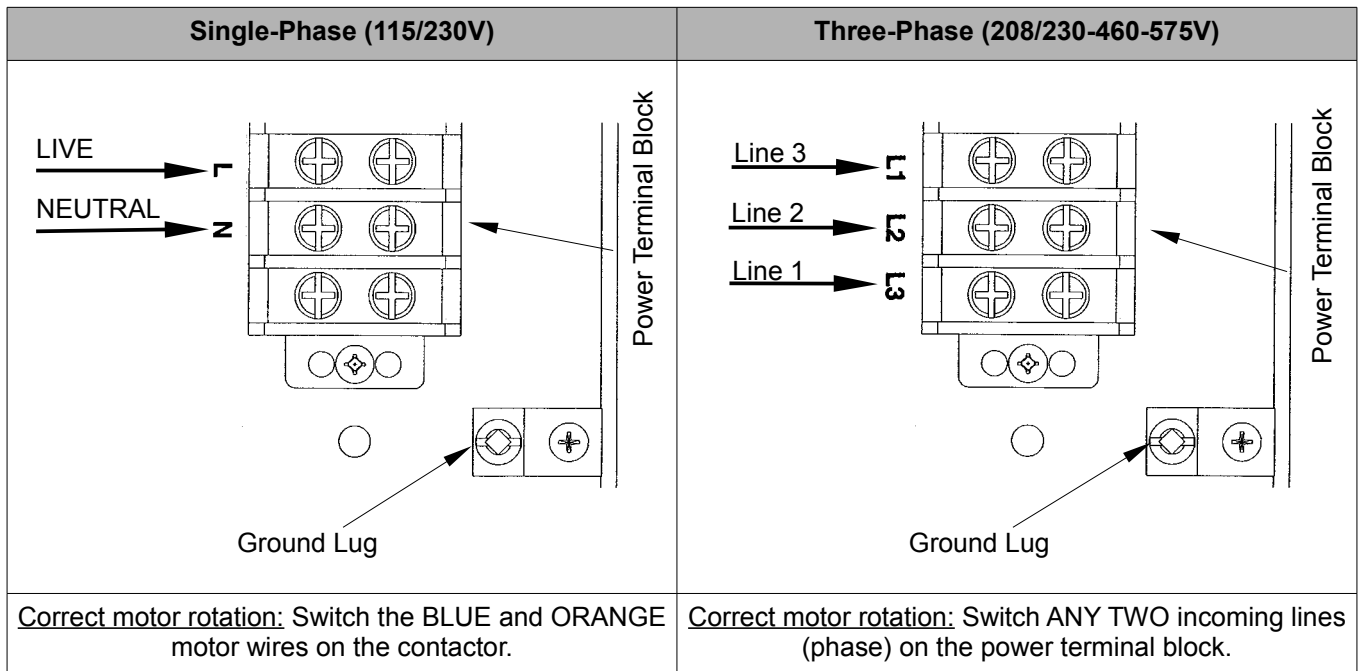 Single-Phase (115/230V)
Three-Phase (208/230-460-575V)
LIVE
L
NEUTRAL
N
Power Terminal Block
Ground Lug
Line 3
L1
Line 2
L2
Line 1
L3
Power Terminal Block
Ground Lug
Correct motor rotation: Switch the BLUE and ORANGE
motor wires on the contactor.
Correct motor rotation: Switch ANY TWO incoming lines
(phase) on the power terminal block.